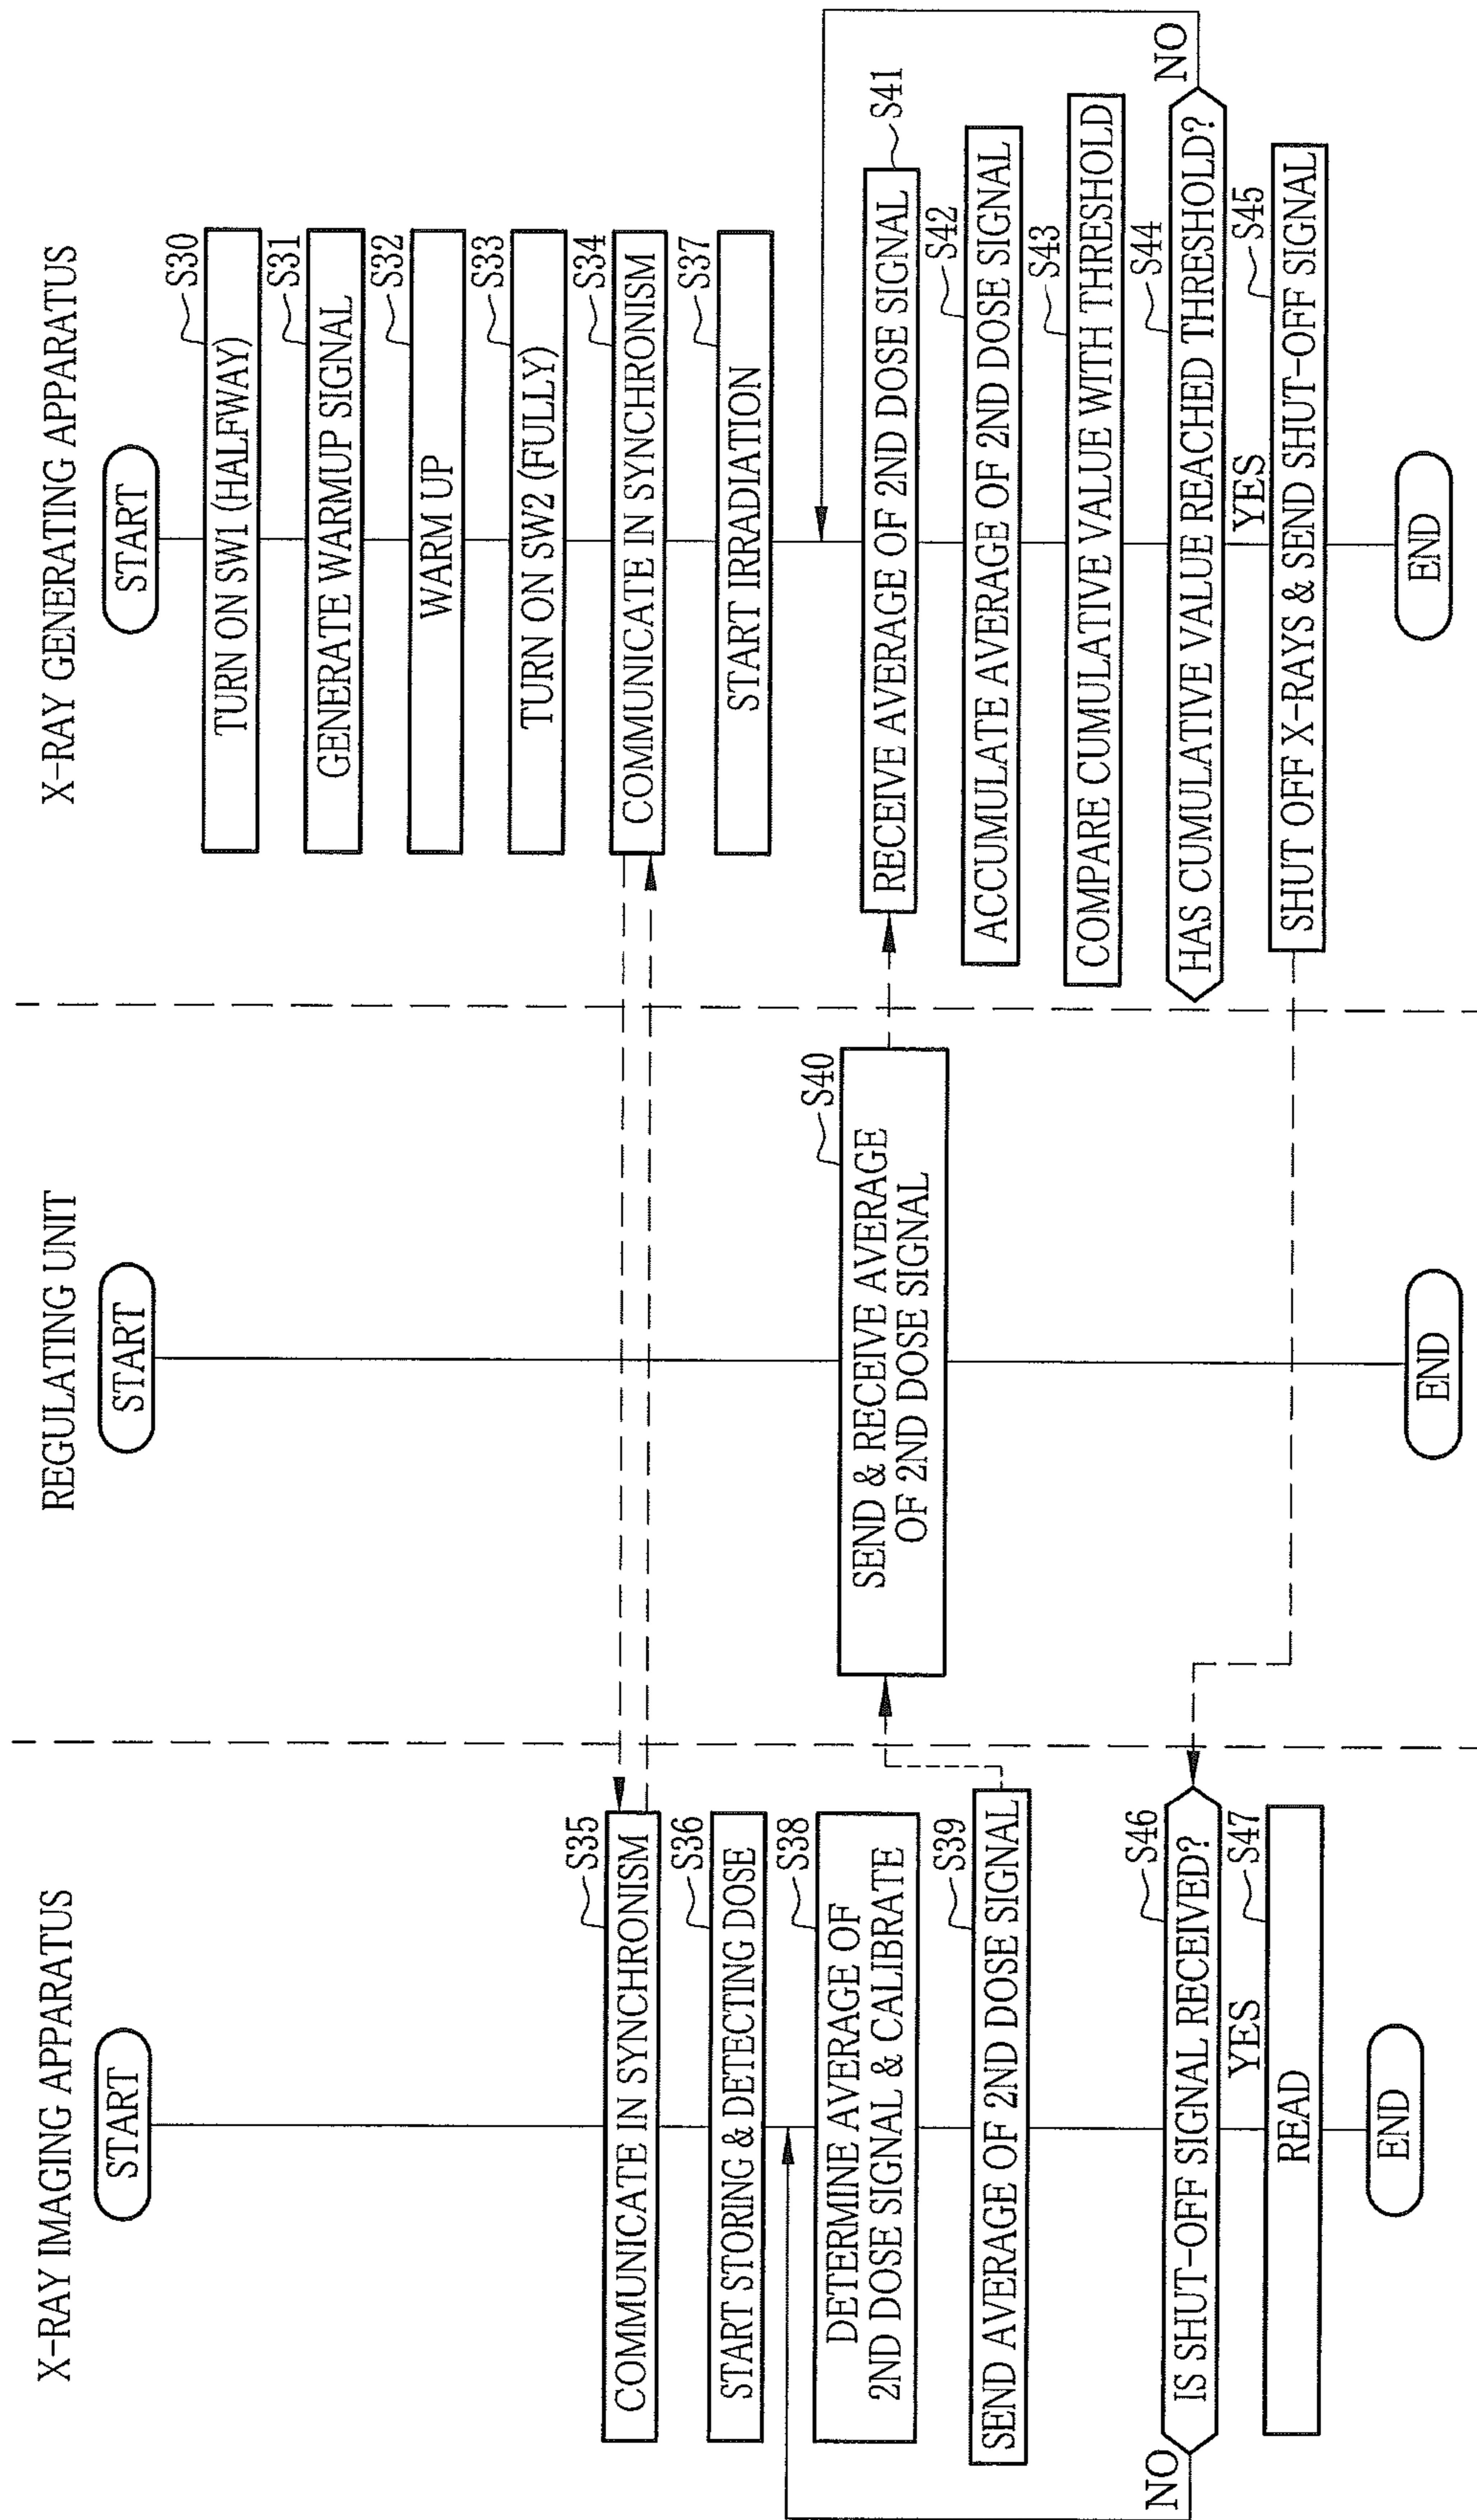 X-RAY IMAGING APPARATUS
START
S35
COMMUNICATE IN SYNCHRONISM
S36
START STORING & DETECTING DOSE
S38
DETERMINE AVERAGE OF
2ND DOSE SIGNAL & CALIBRATE
S39
SEND AVERAGE OF 2ND DOSE SIGNAL
S46
IS SHUT-OFF SIGNAL RECEIVED?
NO
YES
S47
READ
END
REGULATING UNIT
START
S40
SEND & RECEIVE AVERAGE
OF 2ND DOSE SIGNAL
END
X-RAY GENERATING APPARATUS
START
S30
TURN ON SW1 (HALFWAY)
S31
GENERATE WARMUP SIGNAL
S32
WARM UP
S33
TURN ON SW2 (FULLY)
S34
COMMUNICATE IN SYNCHRONISM
S37
START IRRADIATION
RECEIVE AVERAGE OF 2ND DOSE SIGNAL
S41
S42
ACCUMULATE AVERAGE OF 2ND DOSE SIGNAL
S43
COMPARE CUMULATIVE VALUE WITH THRESHOLD
S44
HAS CUMULATIVE VALUE REACHED THRESHOLD?
NO
YES
S45
SHUT OFF X-RAYS & SEND SHUT-OFF SIGNAL
END